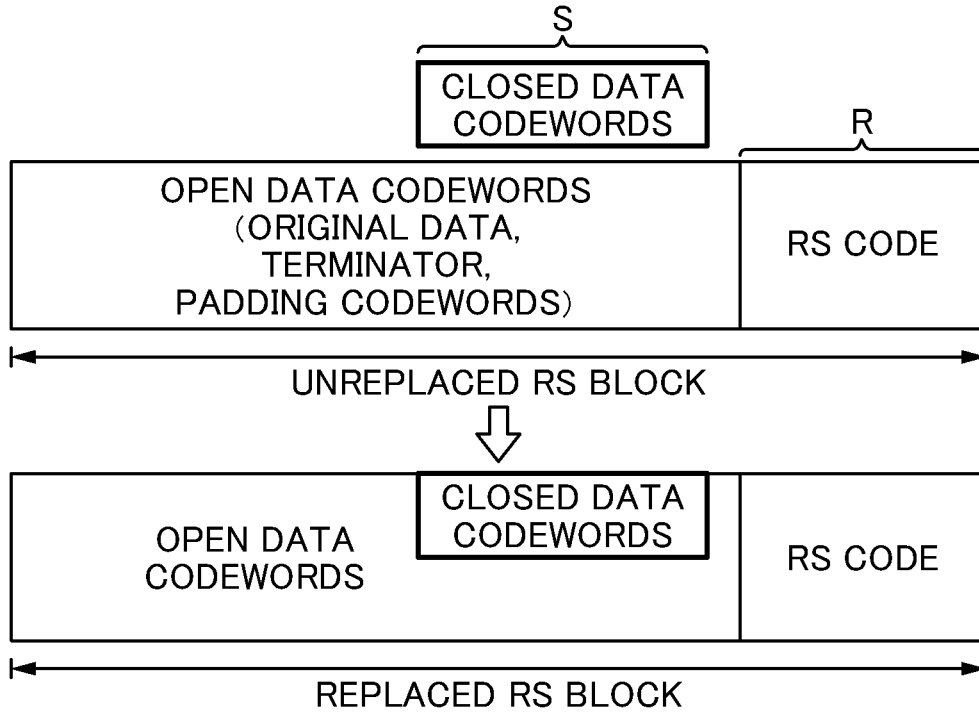 S
CLOSED DATA
CODEWORDS
R
OPEN DATA CODEWORDS
(ORIGINAL DATA,
TERMINATOR,
PADDING CODEWORDS)
RS CODE
UNREPLACED RS BLOCK
CLOSED DATA
CODEWORDS
OPEN DATA
CODEWORDS
RS CODE
REPLACED RS BLOCK